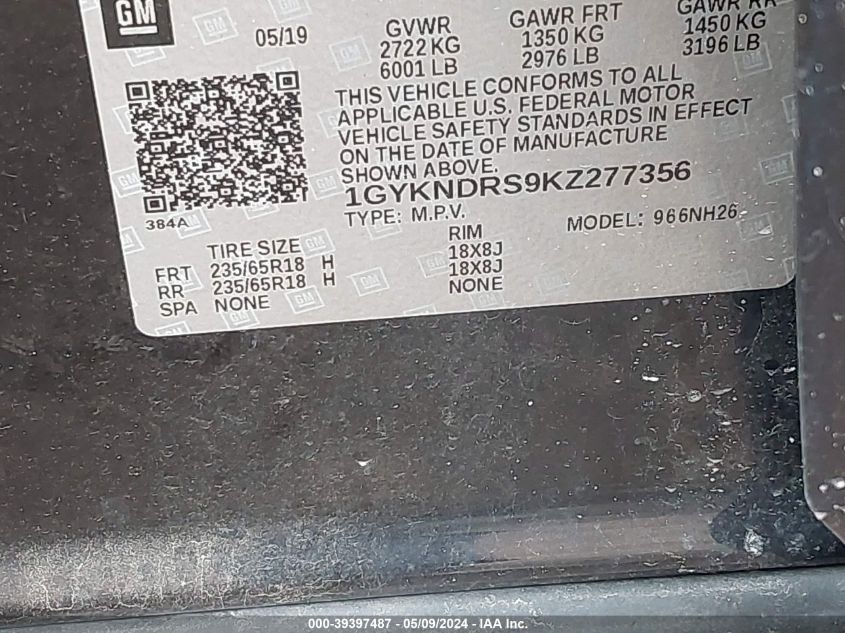 GM
05/19
GVWR GAWR FRT GAWR RR
2722 KG 1350 KG 1450 KG
6001 LB 2976 LB 3196 LB
THIS VEHICLE CONFORMS TO ALL
APPLICABLE U.S. FEDERAL MOTOR
VEHICLE SAFETY STANDARDS IN EFFECT
ON THE DATE OF MANUFACTURE
SHOWN ABOVE.
1GYKNDRS9KZ277356
384A
TYPE: M.P.V. MODEL: 966NH26
TIRE SIZE RIM
FRT 235/65R18 H 18X8J
RR 235/65R18 H 18X8J
SPA NONE NONE
000-39397487 - 05/09/2024 - IAA Inc.